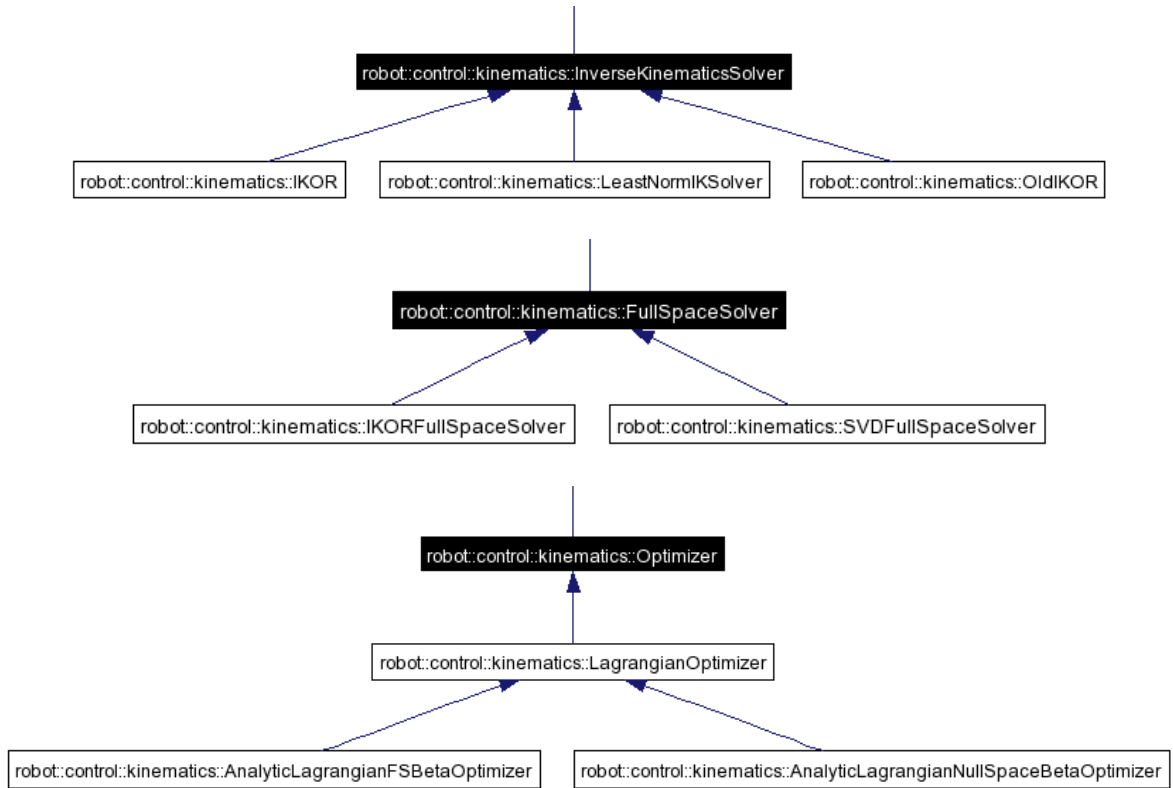 robot::control::kinematics::InverseKinematicsSolver
robot::control::kinematics::IKOR
robot::control::kinematics::LeastNormIKSolver
robot::control::kinematics::OldIKOR
robot::control::kinematics::FullSpaceSolver
robot::control::kinematics::IKORFullSpaceSolver
robot::control::kinematics::SVDFullSpaceSolver
robot::control::kinematics::Optimizer
robot::control::kinematics::LagrangianOptimizer
robot::control::kinematics::AnalyticLagrangianFSBetaOptimizer
robot::control::kinematics::AnalyticLagrangianNullSpaceBetaOptimizer